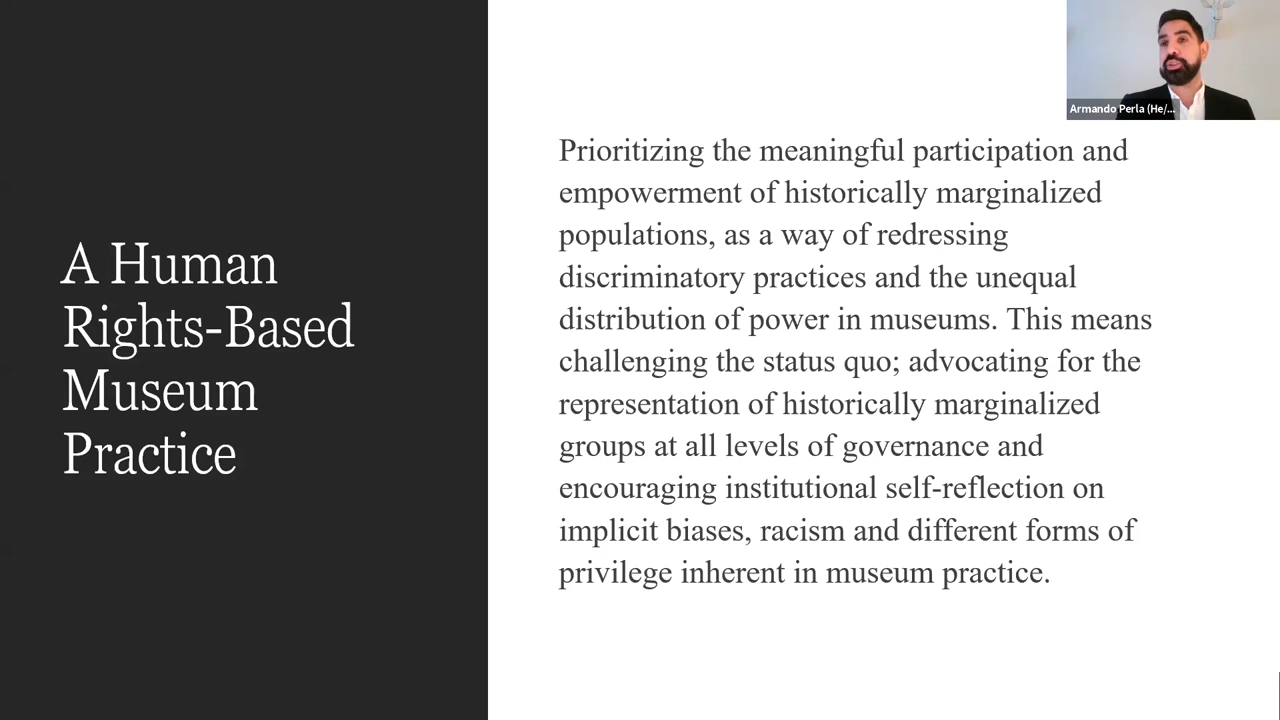 A Human
Rights-Based
Museum
Practice
Armando Perla (He/...
Prioritizing the meaningful participation and
empowerment of historically marginalized
populations, as a way of redressing
discriminatory practices and the unequal
distribution of power in museums. This means
challenging the status quo; advocating for the
representation of historically marginalized
groups at all levels of governance and
encouraging institutional self-reflection on
implicit biases, racism and different forms of
privilege inherent in museum practice.